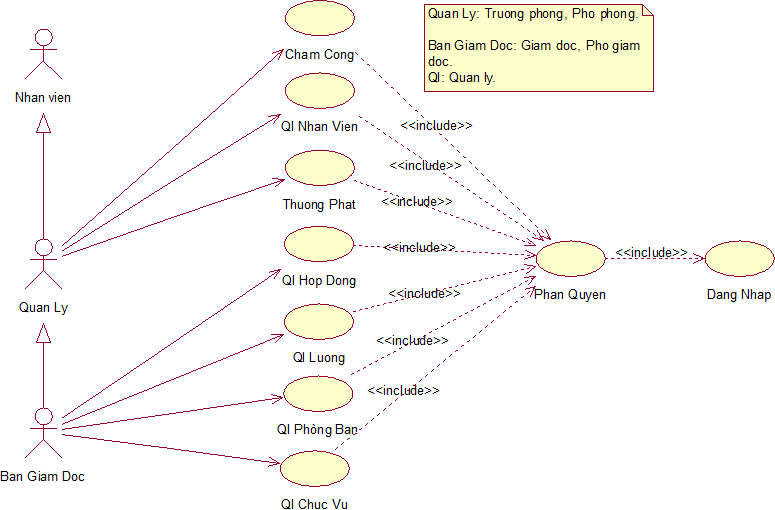 Quan Ly: Truong phong, Pho phong.
Ban Giam Doc: Giam doc, Pho giam
doc.
Ql: Quan ly.
Nhan vien
Quan Ly
Ban Giam Doc
Cham Cong
Ql Nhan Vien
Thuong Phat
Ql Hop Dong
Ql Luong
Ql Phòng Ban
Ql Chuc Vu
<<include>>
<<include>>
<<include>>
<<include>>
<<include>>
<<include>>
<<include>>
Phan Quyen
<<include>>
Dang Nhap